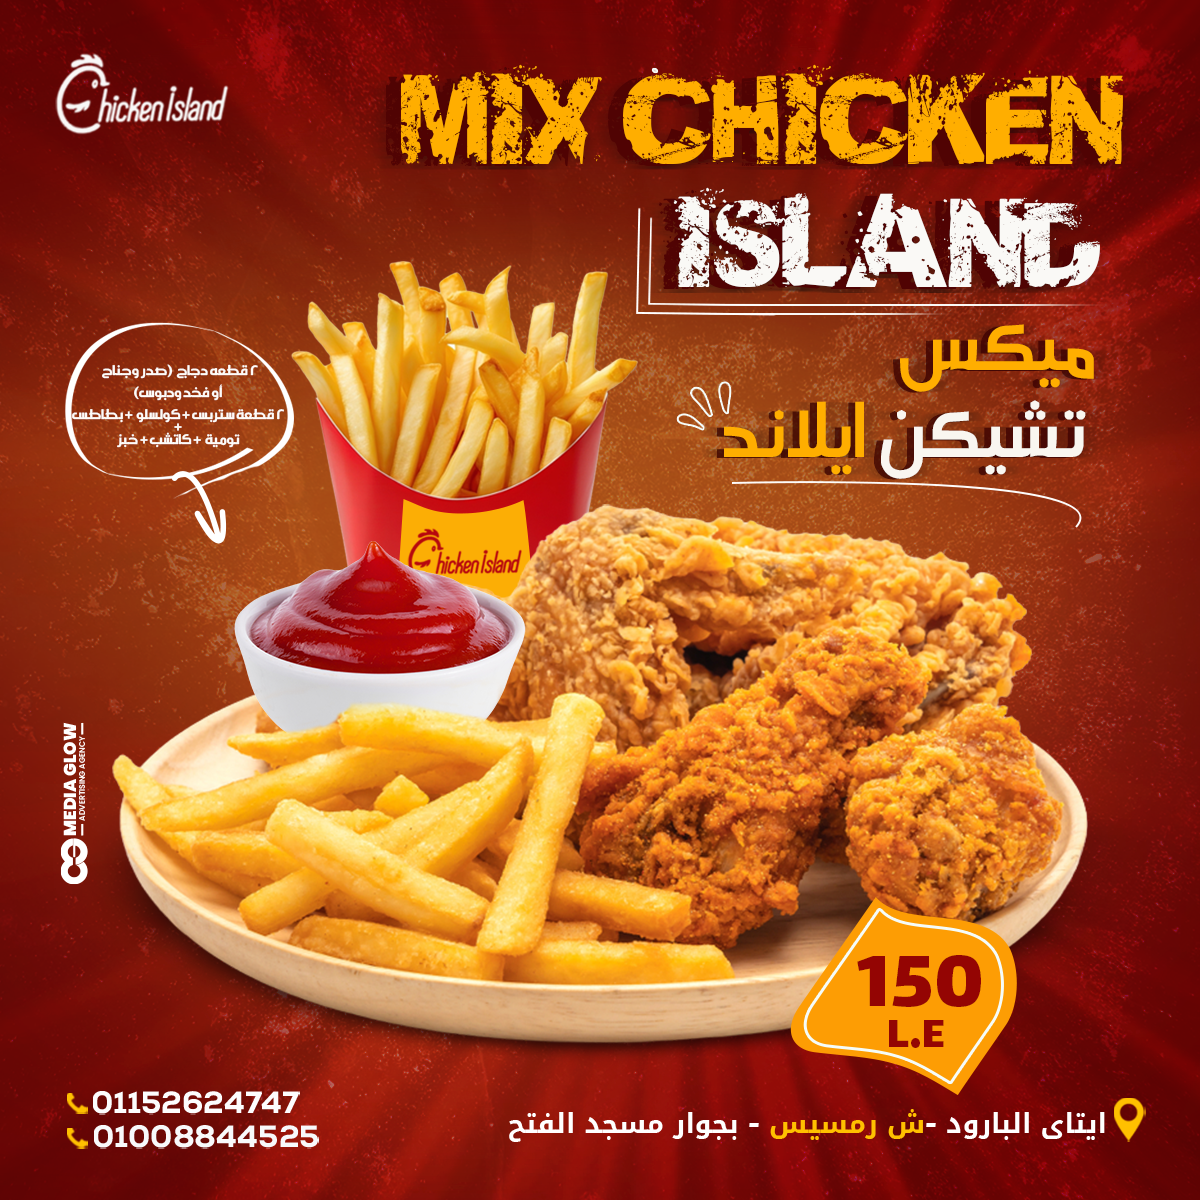 Chicken island
MIX CHICKEN
ISLAND
ميكس
تشيكن ايلاند
٢ قطعه دجاج (صدر وجناح
أو فخد ودبوس)
٢ قطعة ستربس + كولسلو + بطاطس
+
تومية + كاتشب + خبز
Chicken island
MEDIA GLOW
ADVERTISING AGENCY
150
L.E
01152624747
01008844525
ايتاى البارود -ش رمسيس - بجوار مسجد الفتح